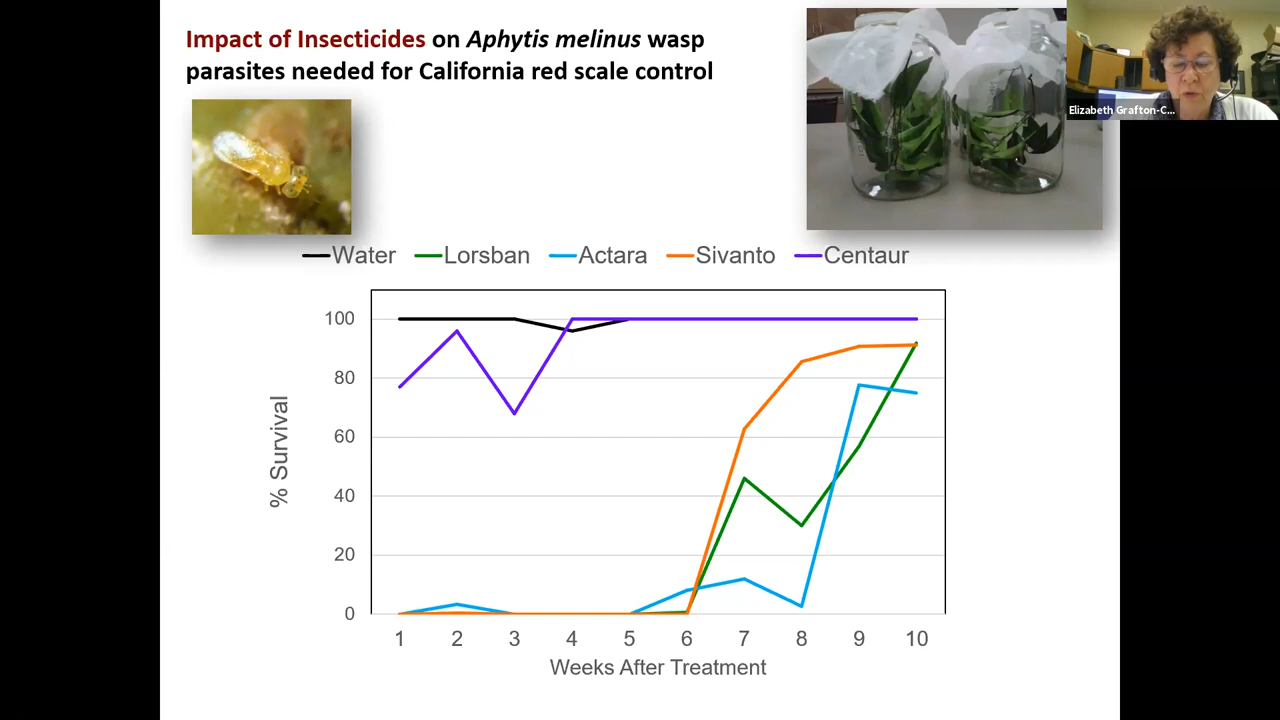 Impact of Insecticides on Aphytis melinus wasp
parasites needed for California red scale control
Elizabeth Grafton-C...
Water Lorsban Actara Sivanto Centaur
100
80
60
40
20
0
% Survival
1 2 3 4 5 6 7 8 9 10
Weeks After Treatment